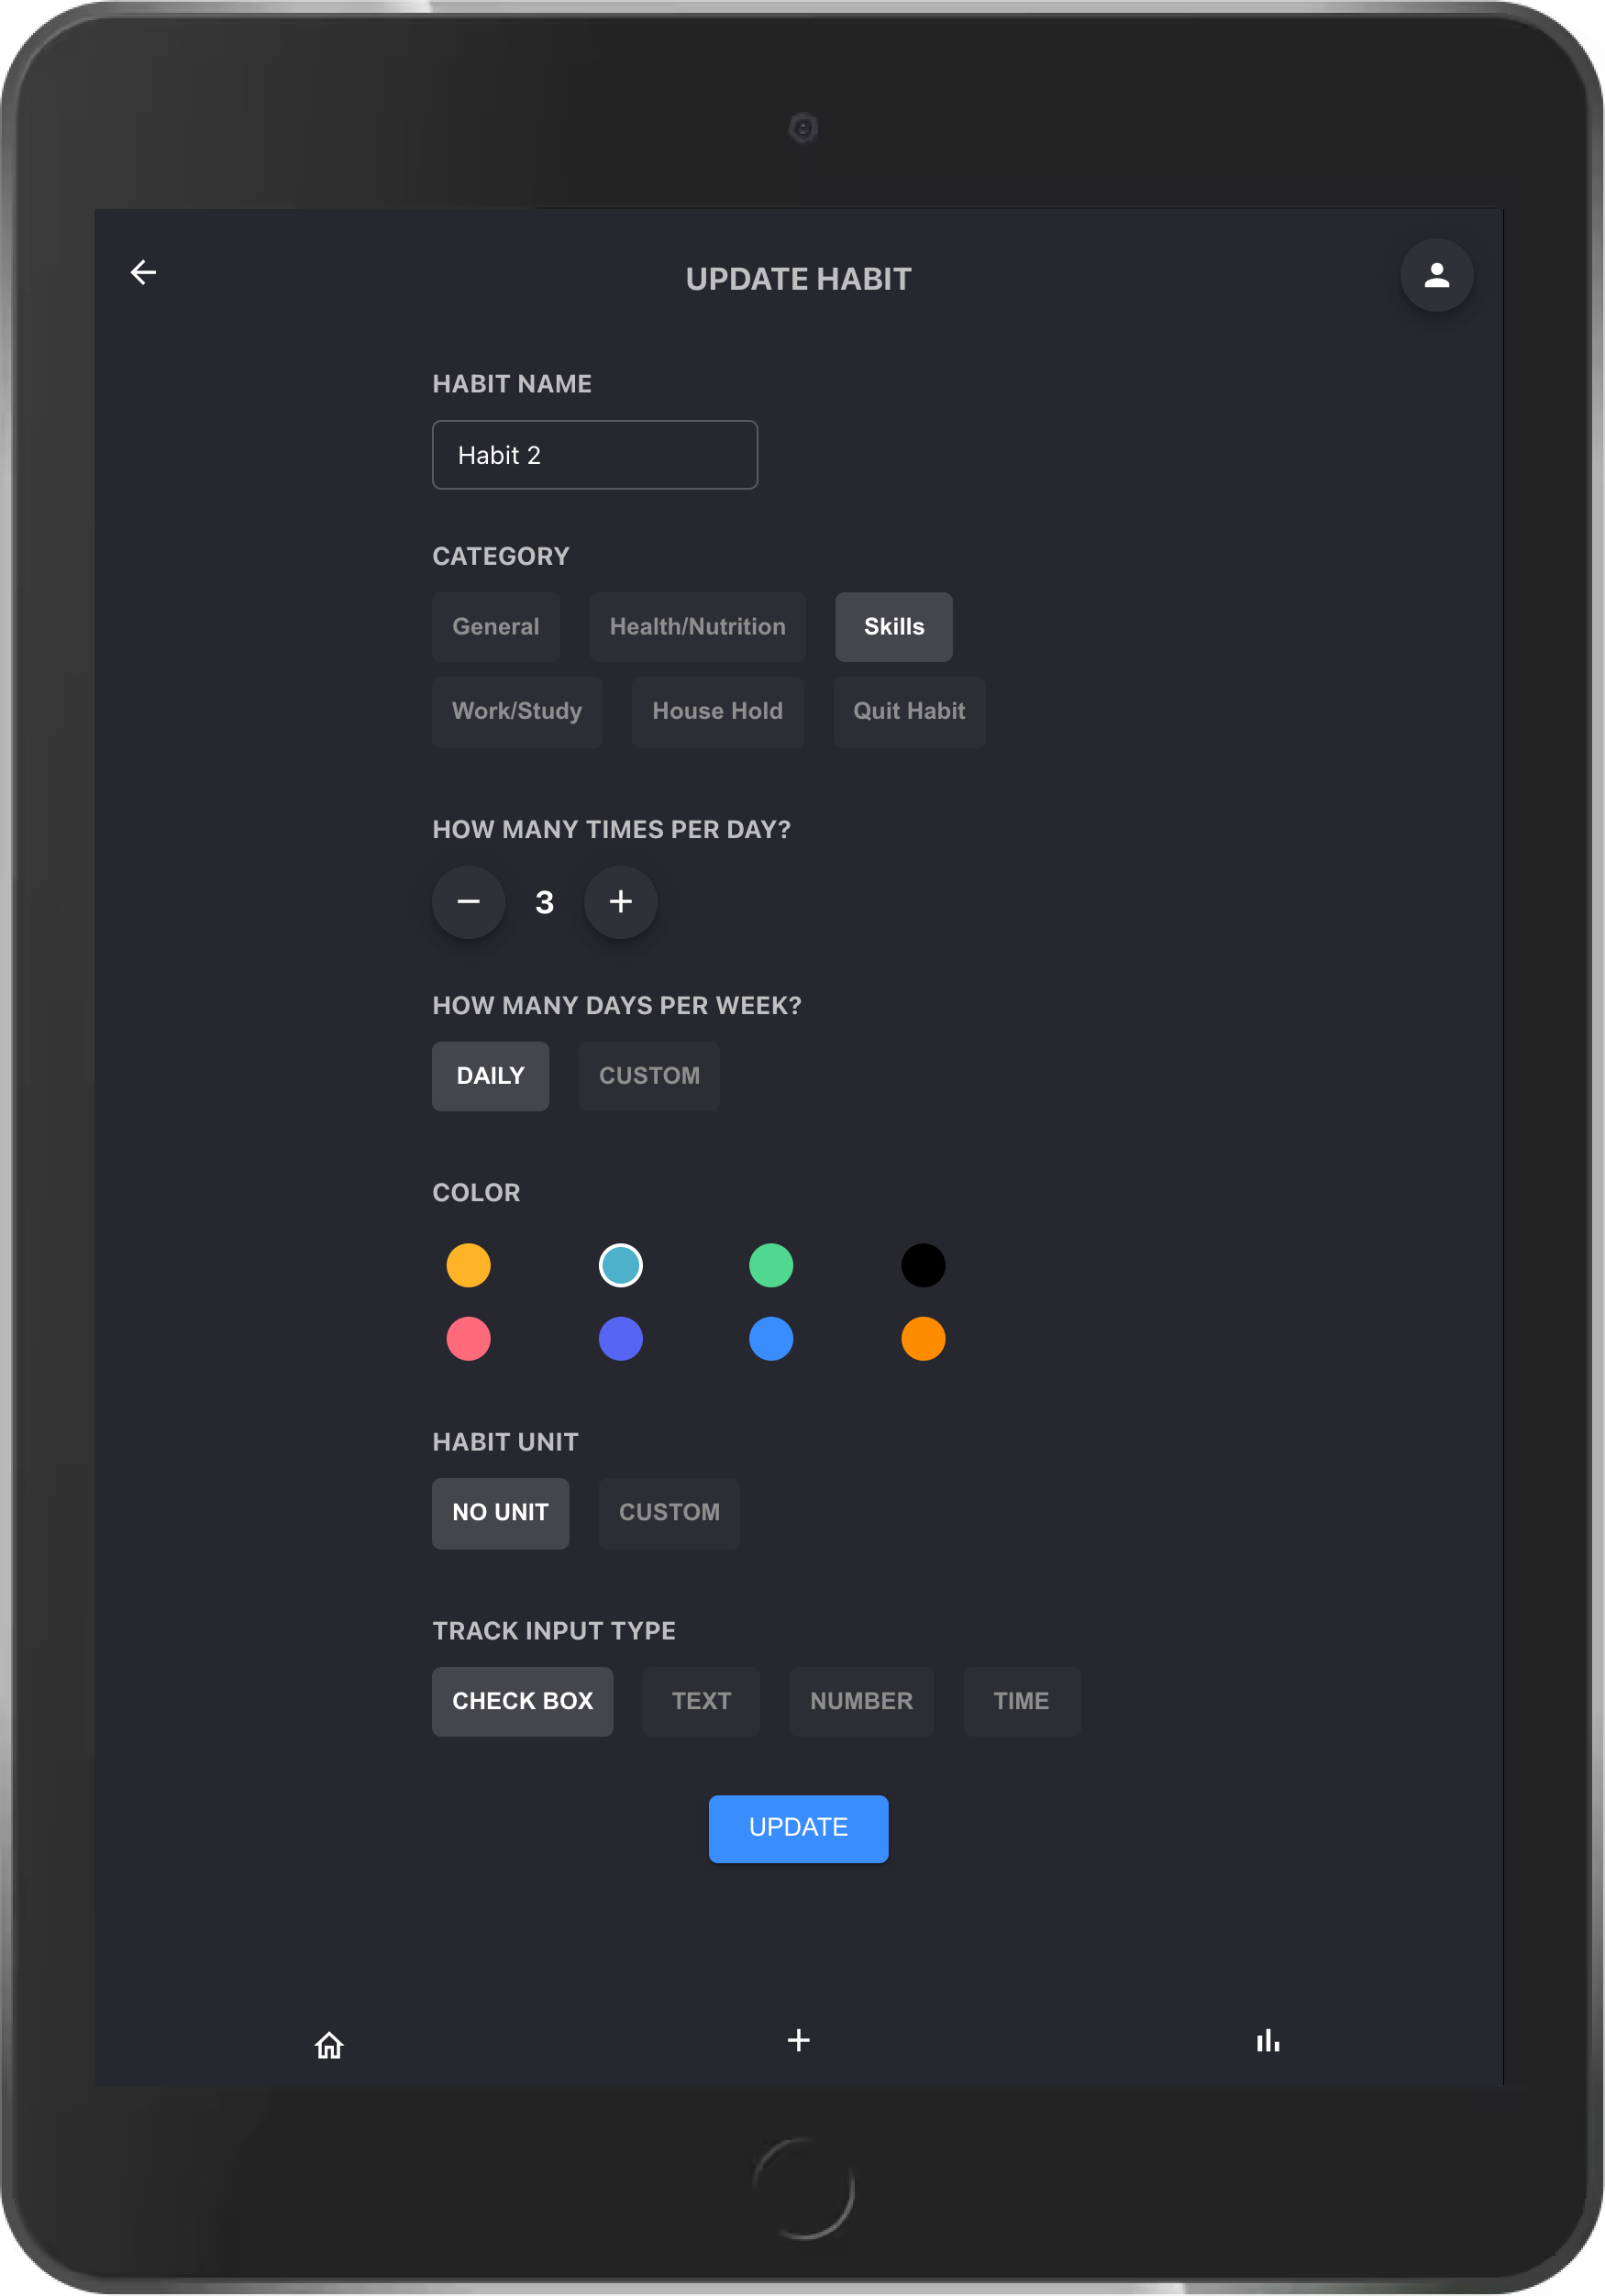 UPDATE HABIT
HABIT NAME
Habit 2
CATEGORY
General Health/Nutrition Skills
Work/Study House Hold Quit Habit
HOW MANY TIMES PER DAY?
− 3 +
HOW MANY DAYS PER WEEK?
DAILY CUSTOM
COLOR
HABIT UNIT
NO UNIT CUSTOM
TRACK INPUT TYPE
CHECK BOX TEXT NUMBER TIME
UPDATE